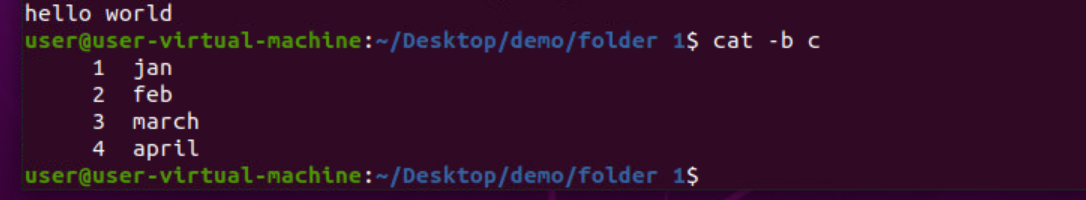 hello world
user@user-virtual-machine:~/Desktop/demo/folder 1$ cat -b c
     1  jan
     2  feb
     3  march
     4  april
user@user-virtual-machine:~/Desktop/demo/folder 1$